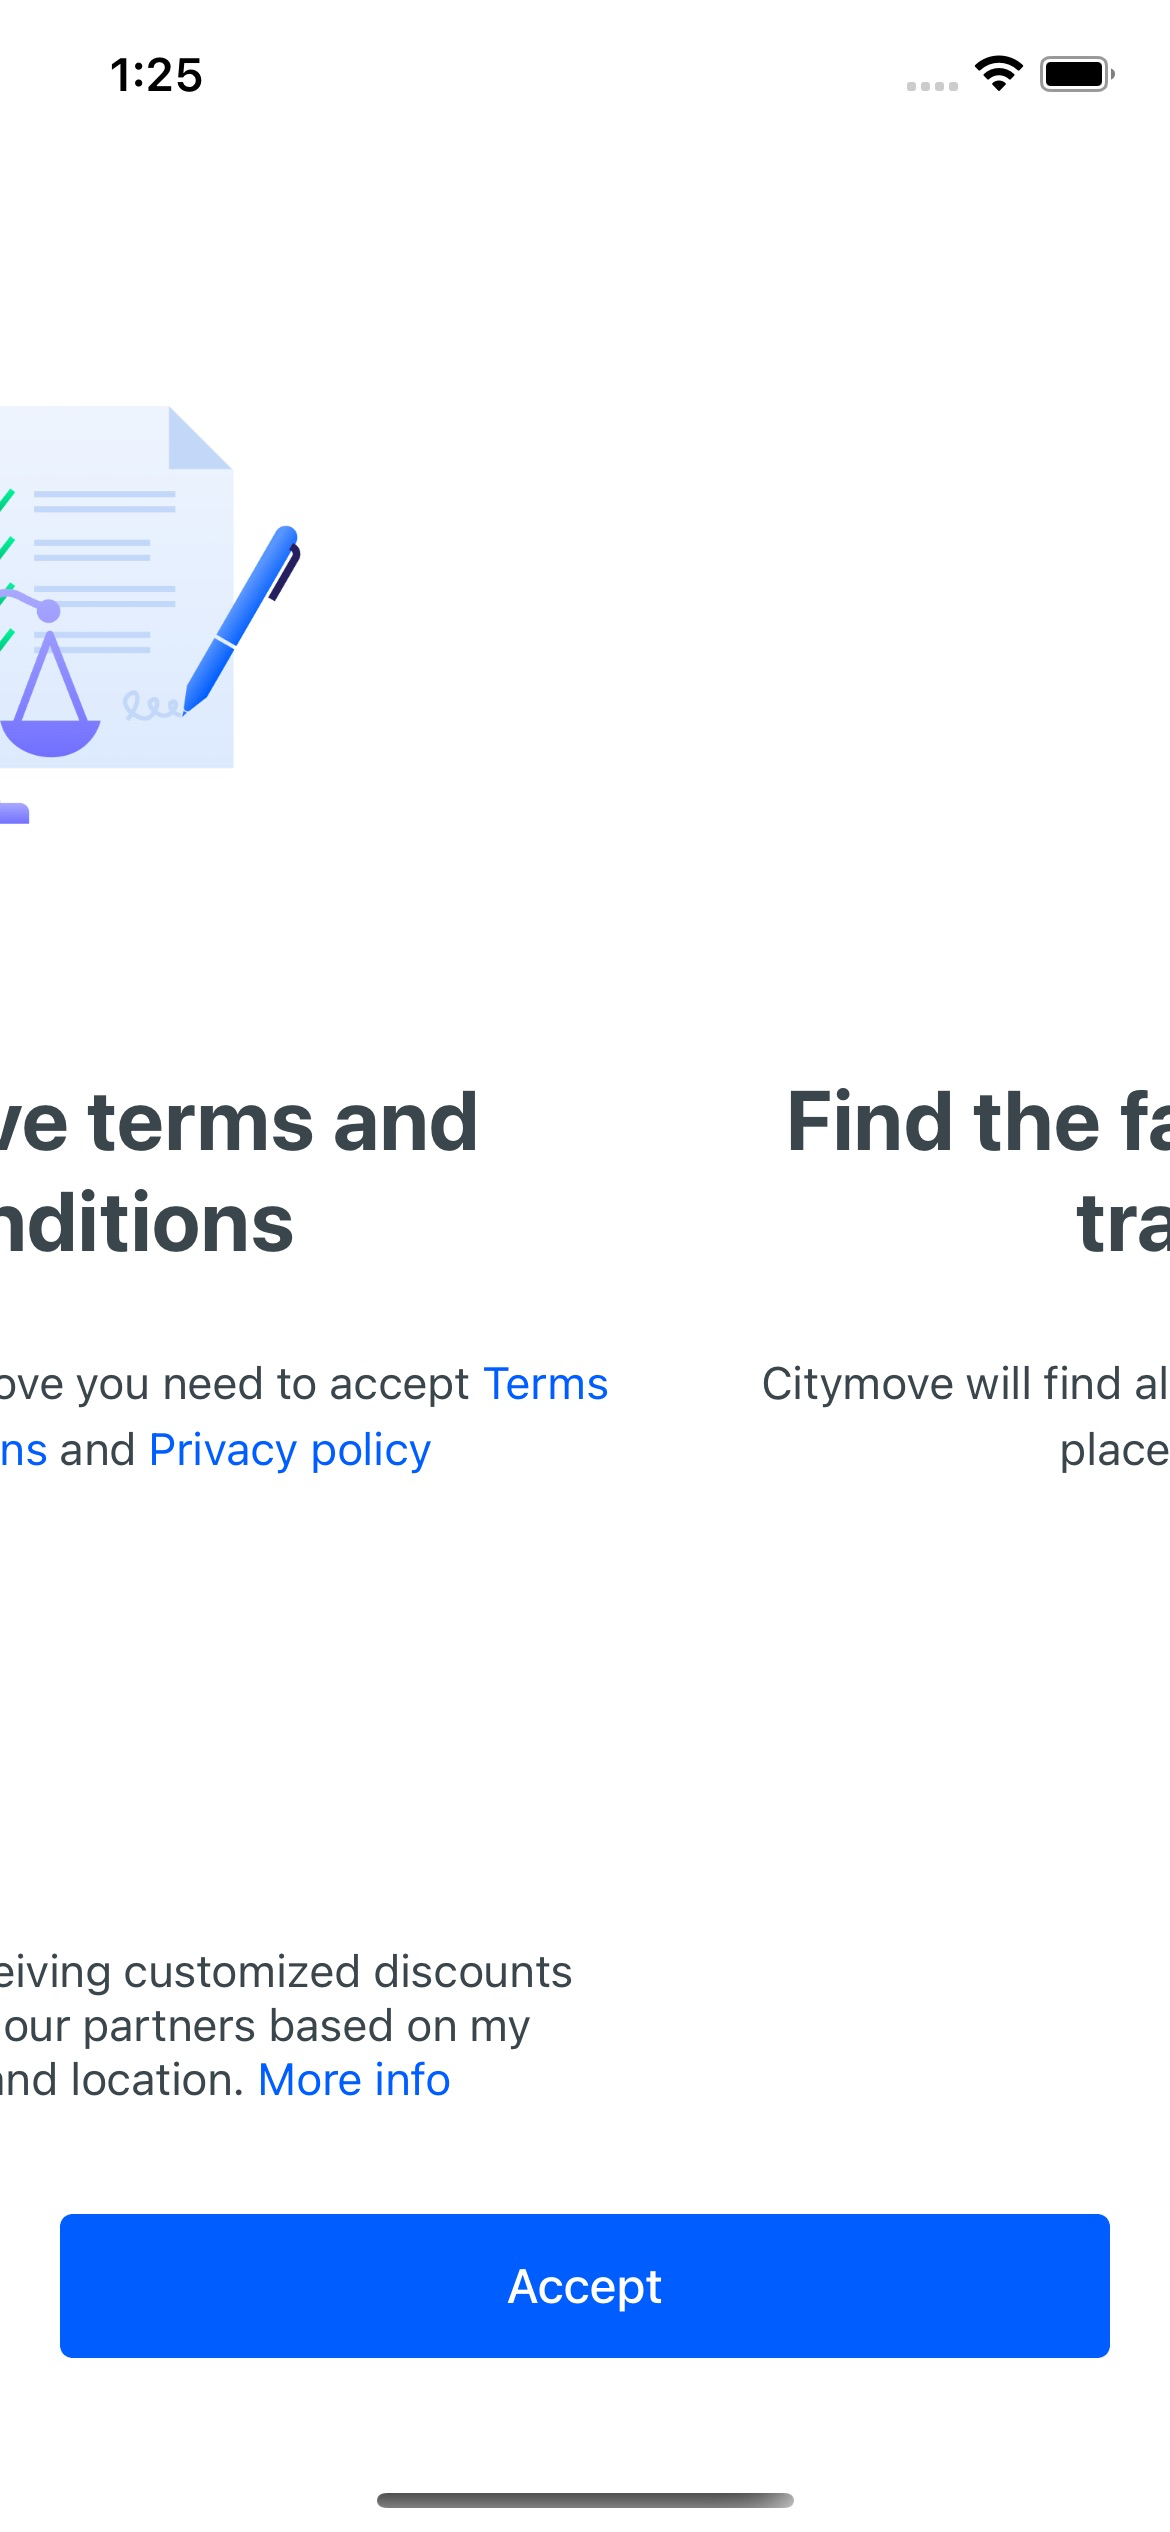 1:25
ve terms and
nditions
ove you need to accept Terms
ns and Privacy policy
Find the fa
tra
Citymove will find al
place
eiving customized discounts
our partners based on my
and location. More info
Accept